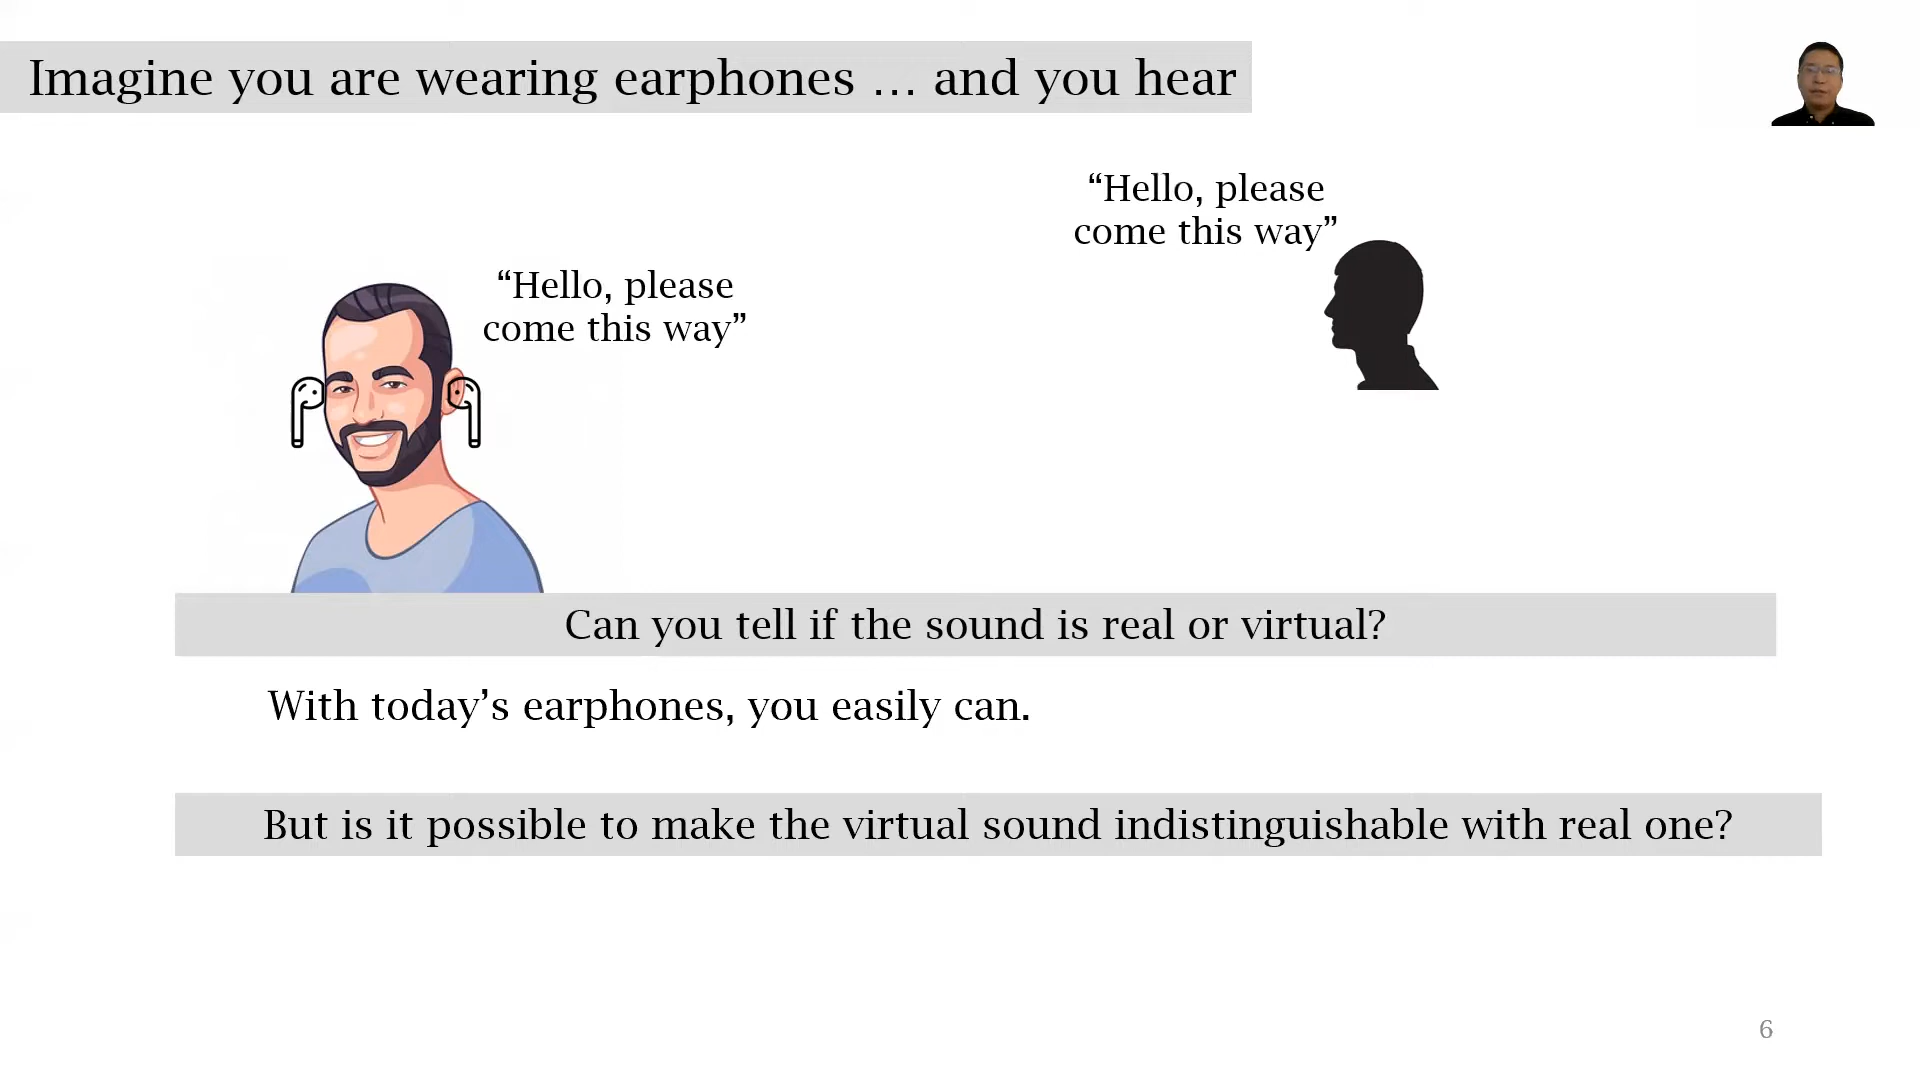 Imagine you are wearing earphones … and you hear
“Hello, please
come this way”
“Hello, please
come this way”
Can you tell if the sound is real or virtual?
With today’s earphones, you easily can.
But is it possible to make the virtual sound indistinguishable with real one?
6